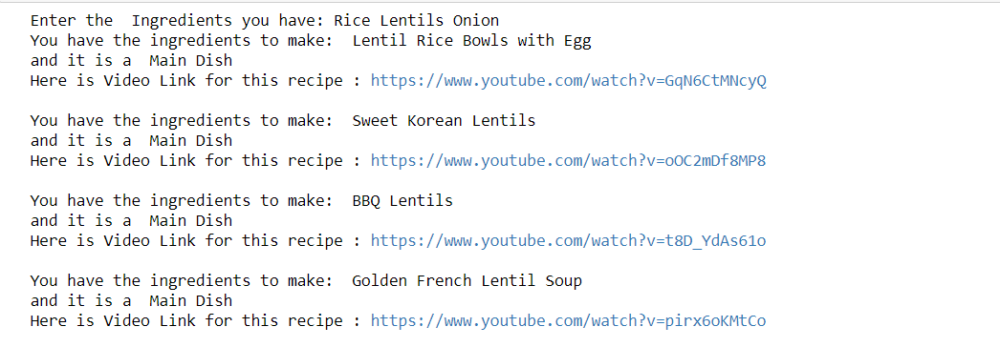 Enter the  Ingredients you have: Rice Lentils Onion
You have the ingredients to make:  Lentil Rice Bowls with Egg
and it is a  Main Dish
Here is Video Link for this recipe : https://www.youtube.com/watch?v=GqN6CtMNcyQ

You have the ingredients to make:  Sweet Korean Lentils
and it is a  Main Dish
Here is Video Link for this recipe : https://www.youtube.com/watch?v=oOC2mDf8MP8

You have the ingredients to make:  BBQ Lentils
and it is a  Main Dish
Here is Video Link for this recipe : https://www.youtube.com/watch?v=t8D_YdAs61o

You have the ingredients to make:  Golden French Lentil Soup
and it is a  Main Dish
Here is Video Link for this recipe : https://www.youtube.com/watch?v=pirx6oKMtCo